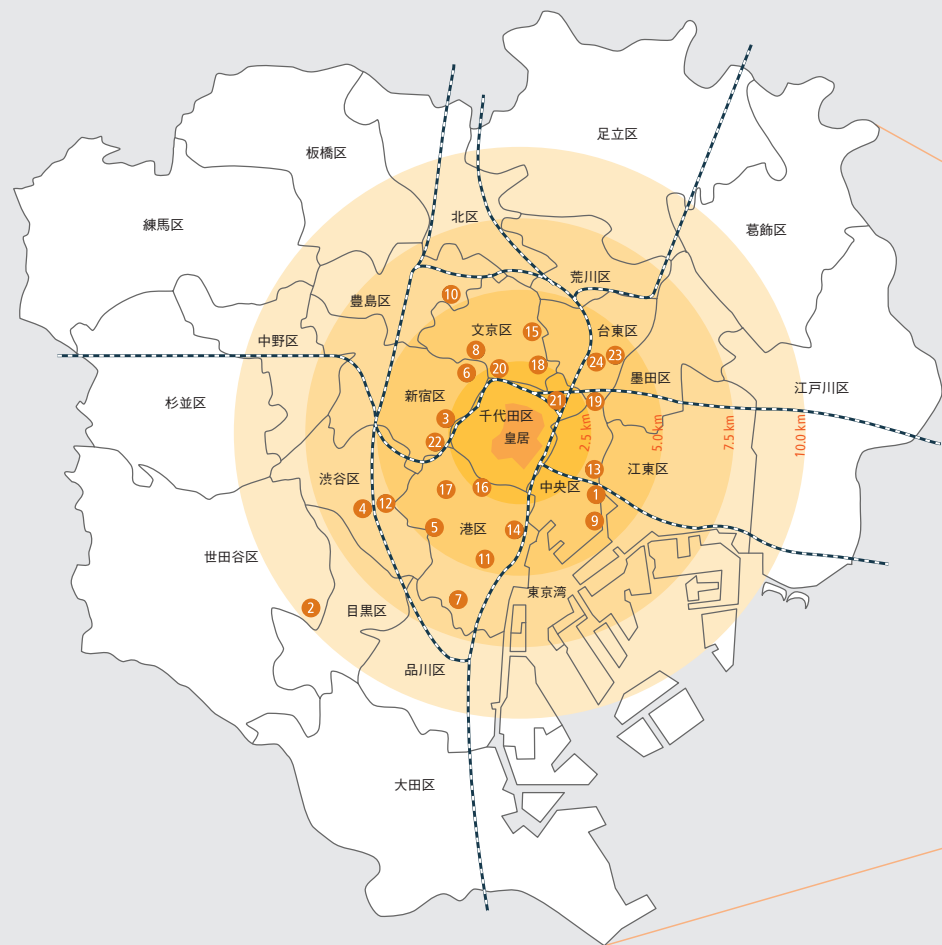 足立区
板橋区
北区
練馬区
葛飾区
荒川区
10
豊島区
文京区
15
台東区
中野区
8
18
24
23
20
6
墨田区
江戸川区
新宿区
21
19
杉並区
3
千代田区
22
皇居
2.5 km
5.0 km
7.5 km
10.0 km
13
江東区
渋谷区
17
16
中央区
1
4
12
9
5
港区
14
世田谷区
11
東京湾
7
2
目黒区
品川区
大田区